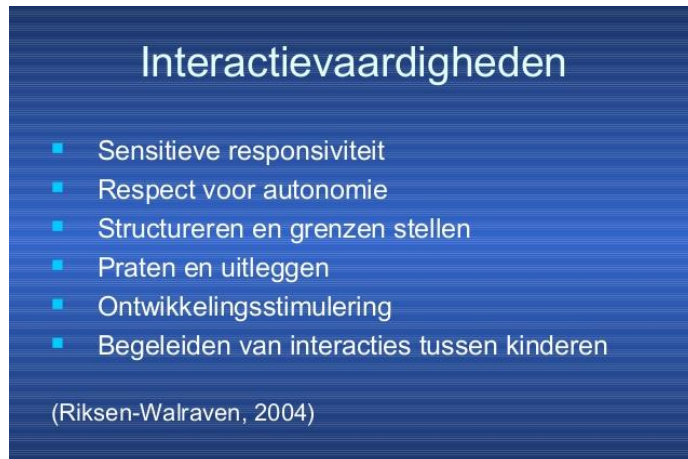 Interactievaardigheden
Sensitieve responsiviteit
Respect voor autonomie
Structureren en grenzen stellen
Praten en uitleggen
Ontwikkelingsstimulering
Begeleiden van interacties tussen kinderen
(Riksen-Walraven, 2004)